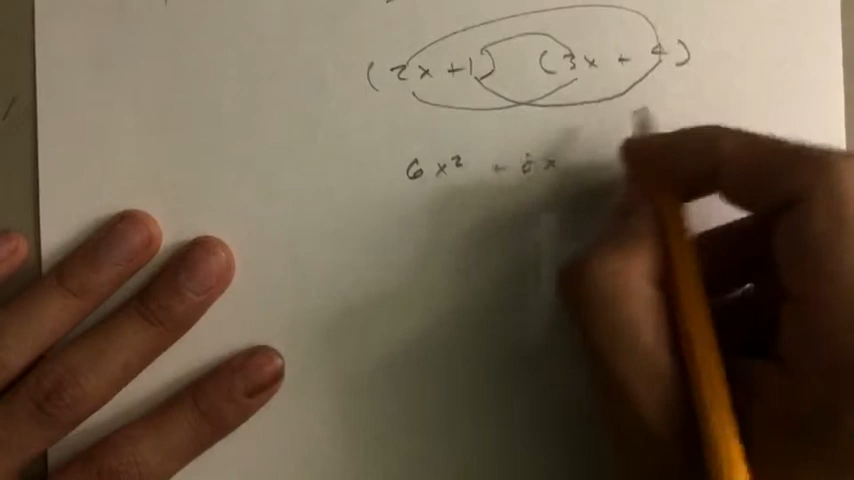 (2x +1) (3x + 4)
6x² + 8x